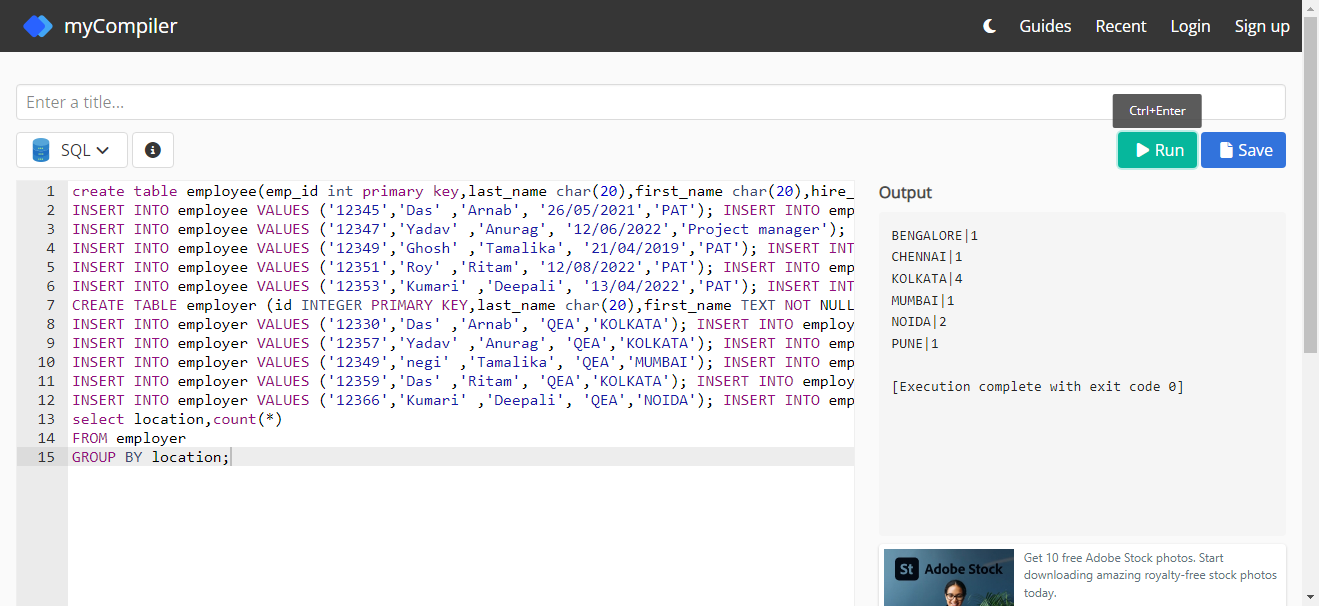 myCompiler
Guides
Recent
Login
Sign up
Enter a title...
Ctrl+Enter
SQL
Run
Save
1 create table employee(emp_id int primary key,last_name char(20),first_name char(20),hire_
2 INSERT INTO employee VALUES ('12345','Das' ,'Arnab', '26/05/2021','PAT'); INSERT INTO emp
3 INSERT INTO employee VALUES ('12347','Yadav' ,'Anurag', '12/06/2022','Project manager');
4 INSERT INTO employee VALUES ('12349','Ghosh' ,'Tamalika', '21/04/2019','PAT'); INSERT INT
5 INSERT INTO employee VALUES ('12351','Roy' ,'Ritam', '12/08/2022','PAT'); INSERT INTO emp
6 INSERT INTO employee VALUES ('12353','Kumari' ,'Deepali', '13/04/2022','PAT'); INSERT INT
7 CREATE TABLE employer (id INTEGER PRIMARY KEY,last_name char(20),first_name TEXT NOT NULL
8 INSERT INTO employer VALUES ('12330','Das' ,'Arnab', 'QEA','KOLKATA'); INSERT INTO employ
9 INSERT INTO employer VALUES ('12357','Yadav' ,'Anurag', 'QEA','KOLKATA'); INSERT INTO emp
10 INSERT INTO employer VALUES ('12349','negi' ,'Tamalika', 'QEA','MUMBAI'); INSERT INTO emp
11 INSERT INTO employer VALUES ('12359','Das' ,'Ritam', 'QEA','KOLKATA'); INSERT INTO employ
12 INSERT INTO employer VALUES ('12366','Kumari' ,'Deepali', 'QEA','NOIDA'); INSERT INTO emp
13 select location,count(*)
14 FROM employer
15 GROUP BY location;
Output
BENGALORE|1
CHENNAI|1
KOLKATA|4
MUMBAI|1
NOIDA|2
PUNE|1
[Execution complete with exit code 0]
St Adobe Stock
Get 10 free Adobe Stock photos. Start
downloading amazing royalty-free stock photos
today.